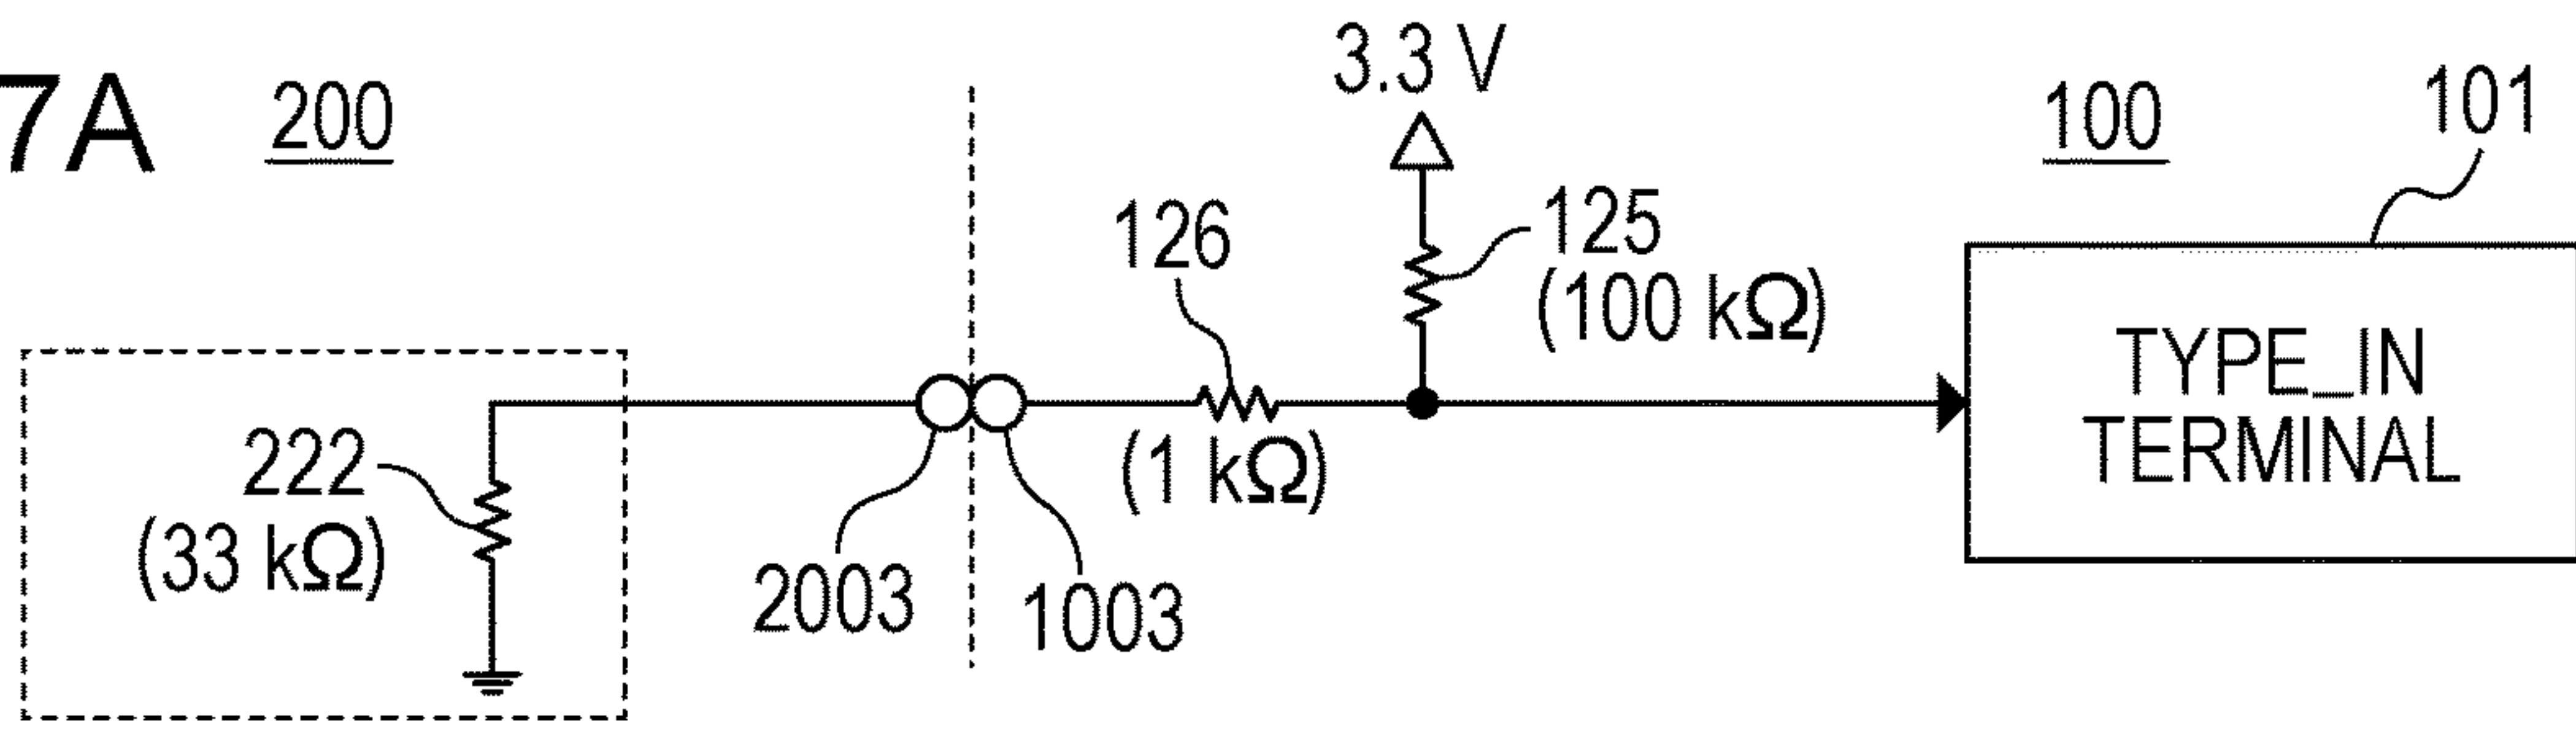 7A
200
3.3 V
100
101
126
125
(100 kΩ)
TYPE_IN
TERMINAL
222
(33 kΩ)
(1 kΩ)
2003
1003